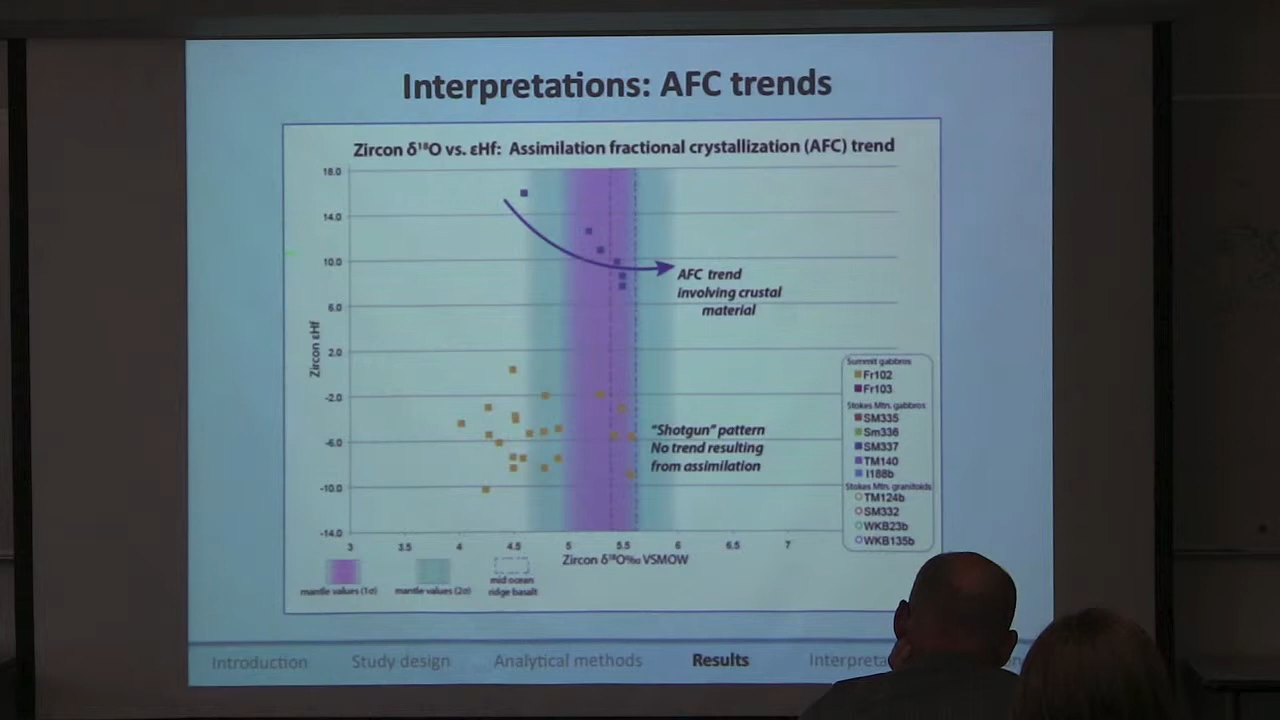 Interpretations: AFC trends
Zircon δ¹⁸O vs. εHf: Assimilation fractional crystallization (AFC) trend
18.0
14.0
10.0
6.0
2.0
-2.0
-6.0
-10.0
-14.0
Zircon εHf
3 3.5 4 4.5 5 5.5 6 6.5 7
Zircon δ¹⁸O‰ VSMOW
AFC trend
involving crustal
material
"Shotgun" pattern
No trend resulting
from assimilation
Summit gabbros
Fr102
Fr103
Stokes Mtn. gabbros
SM335
Sm336
SM337
TM140
I188b
Stokes Mtn. granitoids
TM124b
SM332
WKB23b
WKB135b
mantle values (1σ)
mantle values (2σ)
mid ocean
ridge basalt
Introduction Study design Analytical methods Results